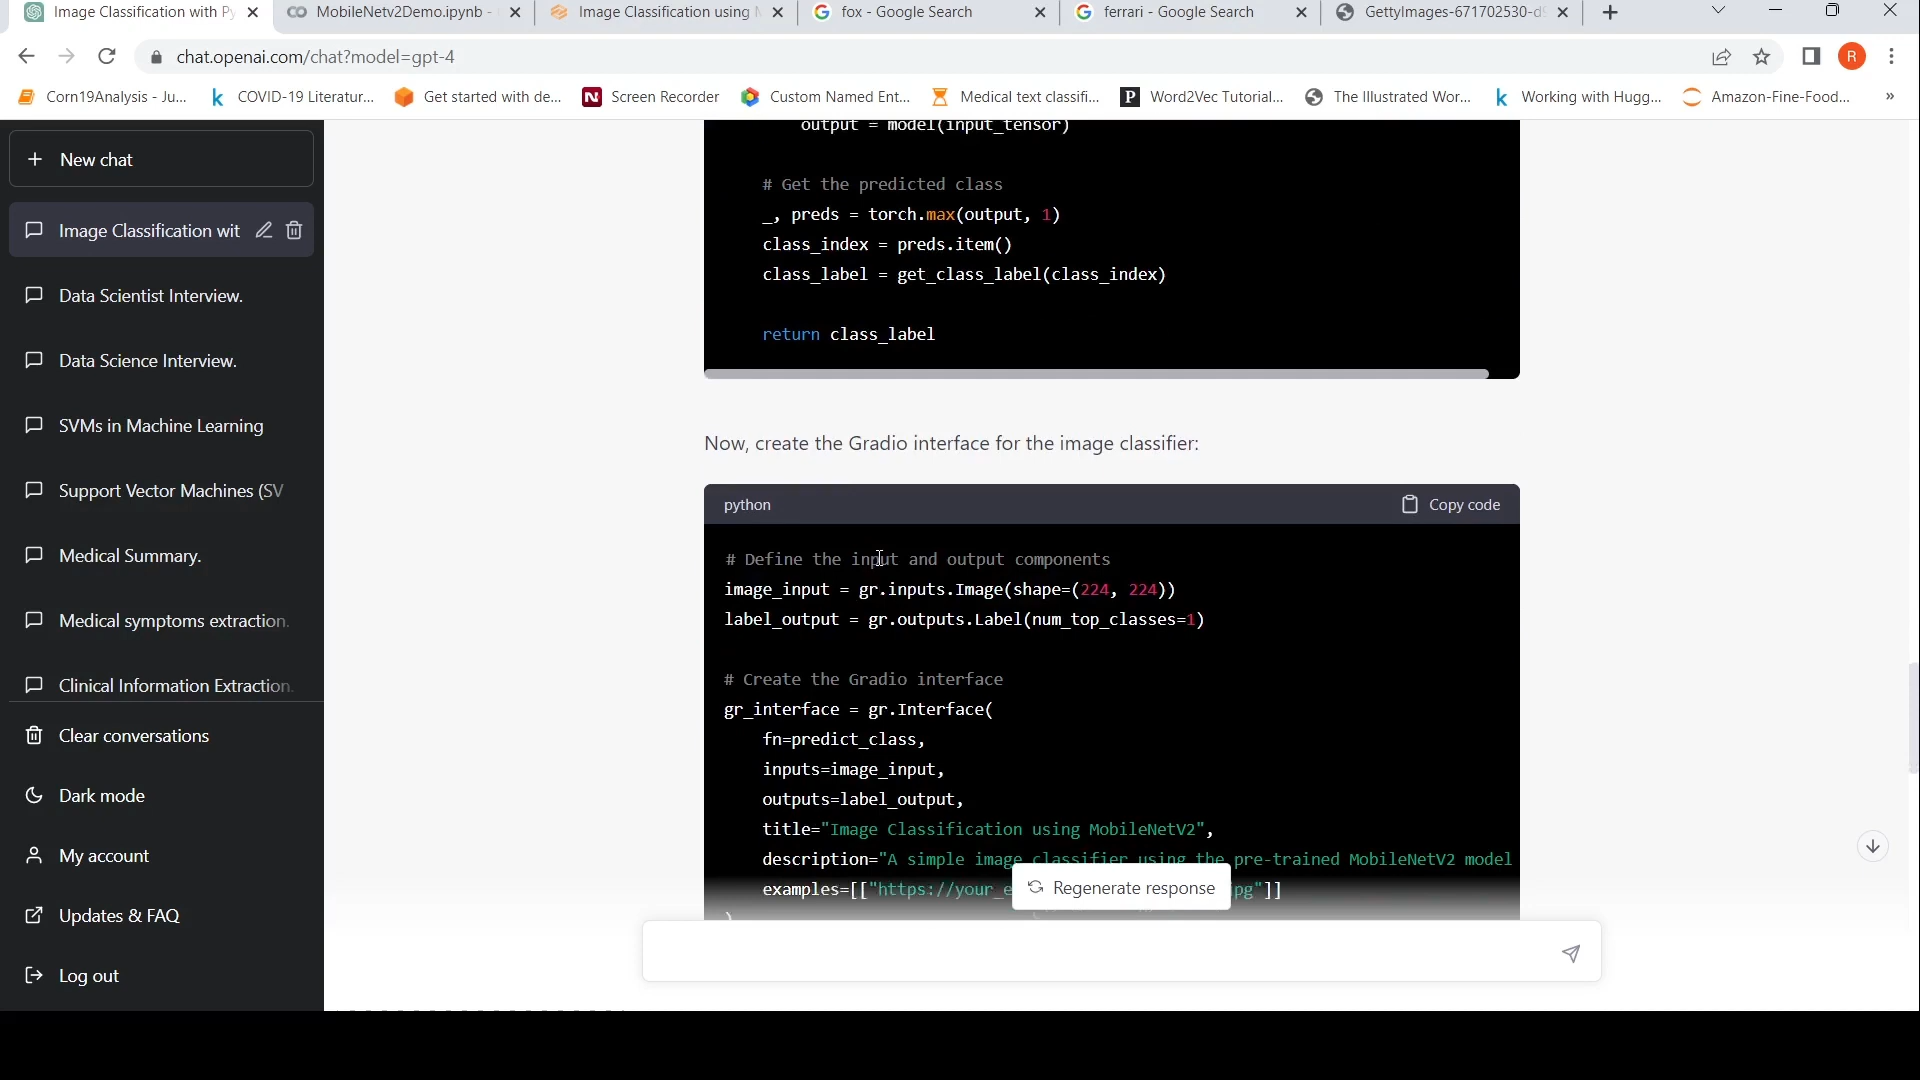 Image Classification with Py
MobileNetv2Demo.ipynb -
Image Classification using
fox - Google Search
ferrari - Google Search
GettyImages-671702530-d
chat.openai.com/chat?model=gpt-4
R
Corn19Analysis - Ju...
COVID-19 Literatur...
Get started with de...
Screen Recorder
Custom Named Ent...
Medical text classifi...
Word2Vec Tutorial...
The Illustrated Wor...
Working with Hugg...
Amazon-Fine-Food...
»
New chat
Image Classification wit
Data Scientist Interview.
Data Science Interview.
SVMs in Machine Learning
Support Vector Machines (SV
Medical Summary.
Medical symptoms extraction.
Clinical Information Extraction.
Clear conversations
Dark mode
My account
Updates & FAQ
Log out
output = model(input_tensor)
# Get the predicted class
_, preds = torch.max(output, 1)
class_index = preds.item()
class_label = get_class_label(class_index)
return class_label
Now, create the Gradio interface for the image classifier:
python
Copy code
# Define the input and output components
image_input = gr.inputs.Image(shape=(224, 224))
label_output = gr.outputs.Label(num_top_classes=1)
# Create the Gradio interface
gr_interface = gr.Interface(
fn=predict_class,
inputs=image_input,
outputs=label_output,
title="Image Classification using MobileNetV2",
description="A simple image classifier using the pre-trained MobileNetV2 model
examples=[["https://your_e
pg"]]
)
Regenerate response